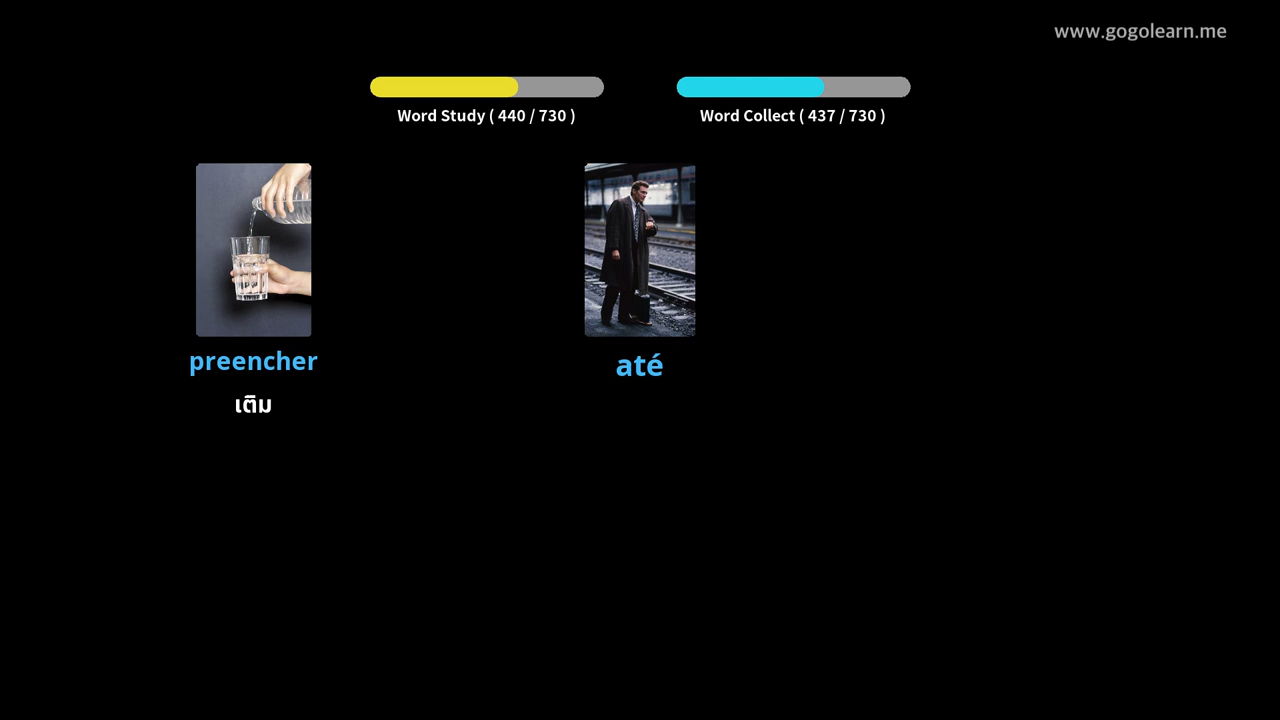 www.gogolearn.me
Word Study ( 440 / 730 )
Word Collect ( 437 / 730 )
preencher
até
เติม